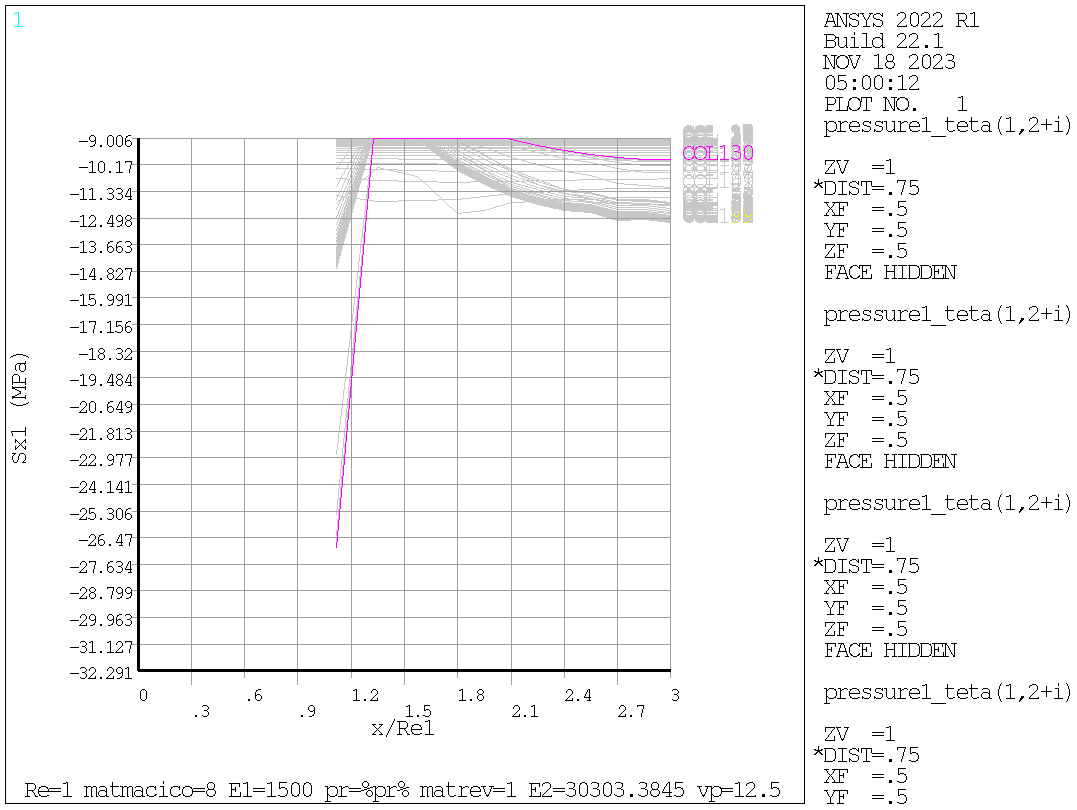 1
ANSYS 2022 R1
Build 22.1
NOV 18 2023
05:00:12
PLOT NO. 1
pressure1_teta(1,2+i)
ZV =1
*DIST=.75
XF =.5
YF =.5
ZF =.5
FACE HIDDEN
pressure1_teta(1,2+i)
ZV =1
*DIST=.75
XF =.5
YF =.5
ZF =.5
FACE HIDDEN
pressure1_teta(1,2+i)
ZV =1
*DIST=.75
XF =.5
YF =.5
ZF =.5
FACE HIDDEN
pressure1_teta(1,2+i)
ZV =1
*DIST=.75
XF =.5
YF =.5
-9.006
-10.17
-11.334
-12.498
-13.663
-14.827
-15.991
-17.156
-18.32
-19.484
-20.649
-21.813
-22.977
-24.141
-25.306
-26.47
-27.634
-28.799
-29.963
-31.127
-32.291
Sx1 (MPa)
COL130
0
.3
.6
.9
1.2
1.5
1.8
2.1
2.4
2.7
3
x/Re1
Re=1 matmacico=8 E1=1500 pr=%pr% matrev=1 E2=30303.3845 vp=12.5